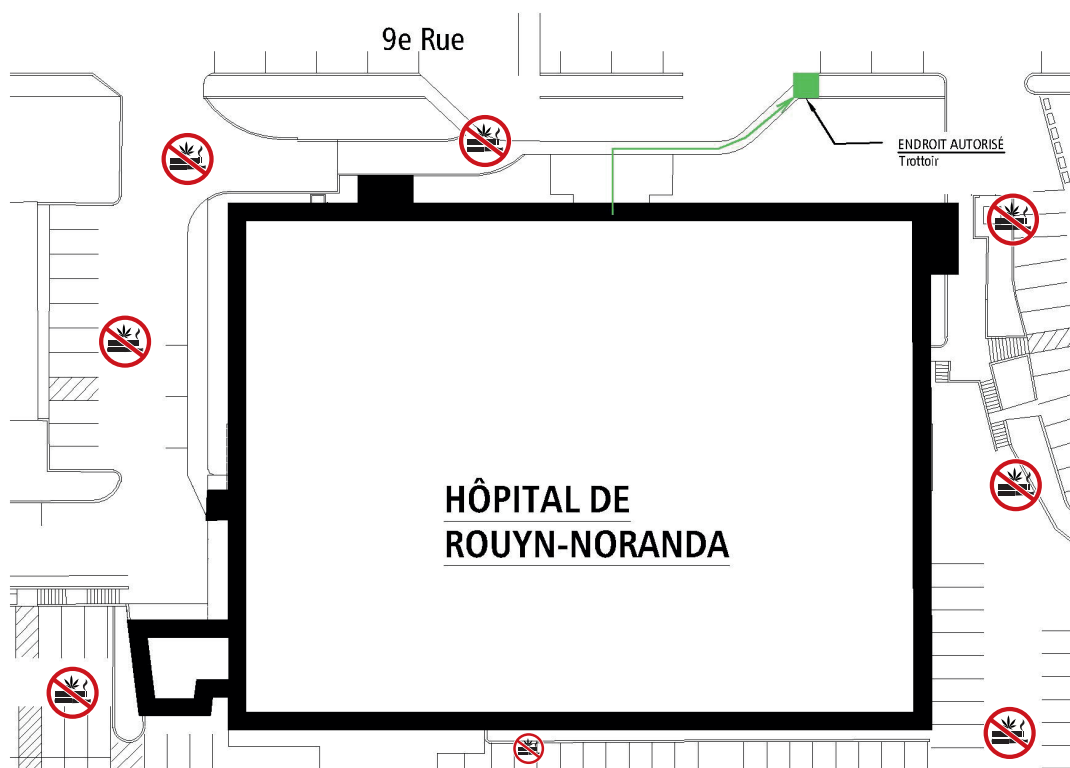 9e Rue
ENDROIT AUTORISÉ
Trottoir
HÔPITAL DE
ROUYN-NORANDA